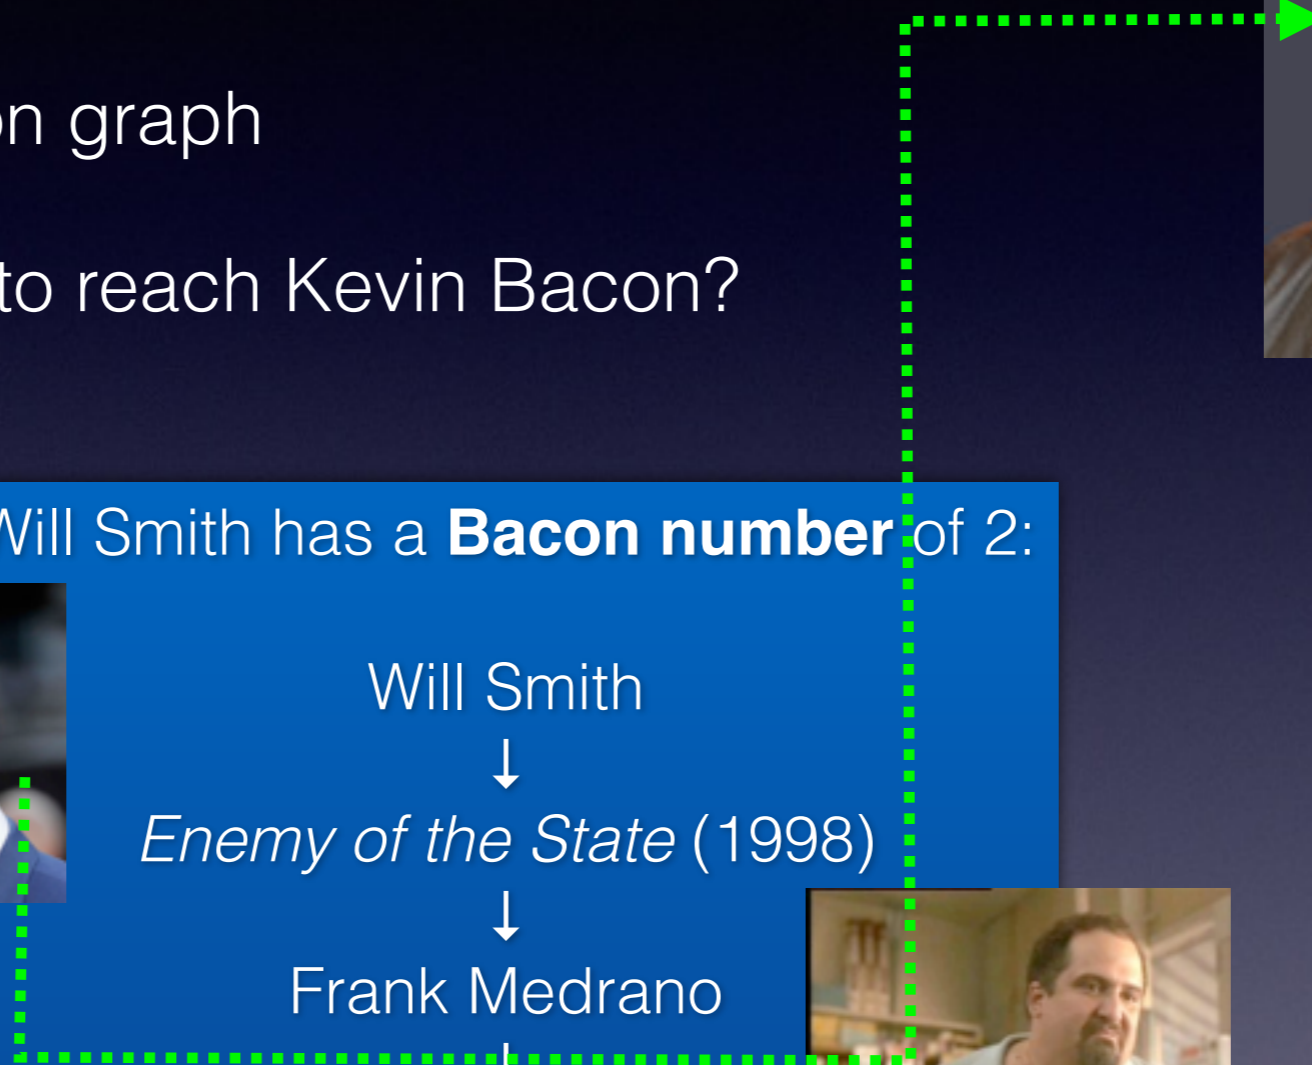 on graph
to reach Kevin Bacon?
Will Smith has a Bacon number of 2:
Will Smith
↓
Enemy of the State (1998)
↓
Frank Medrano